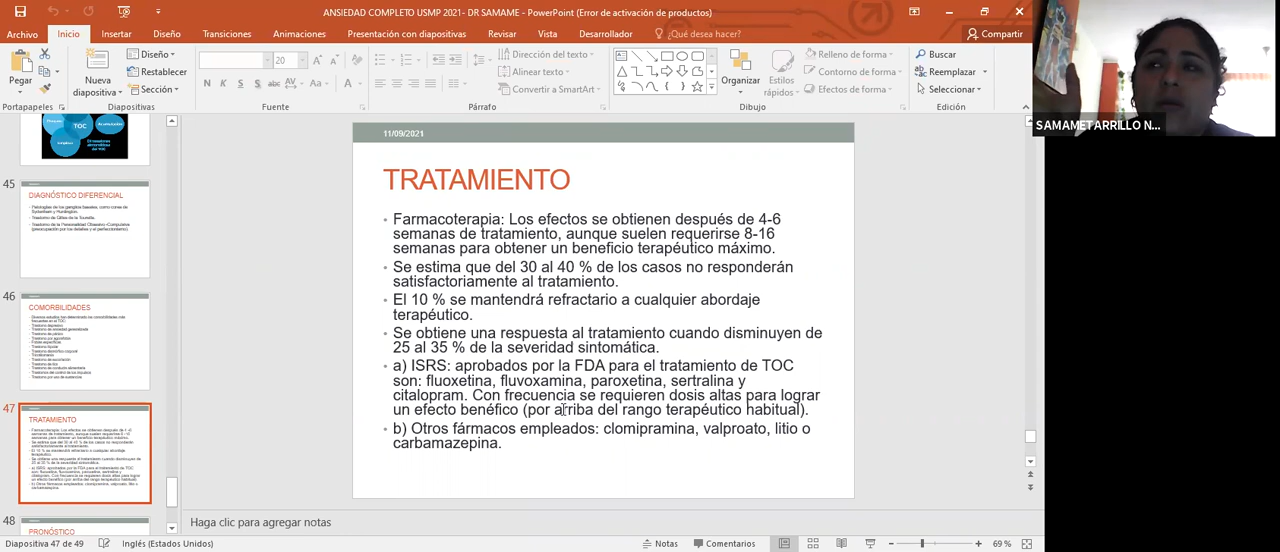 ANSIEDAD COMPLETO USMP 2021- DR SAMAME - PowerPoint (Error de activación de productos)
Archivo Inicio Insertar Diseño Transiciones Animaciones Presentación con diapositivas Revisar Vista Desarrollador ¿Qué desea hacer? Compartir
Pegar
Nueva diapositiva
Diseño
Restablecer
Sección
20
N K S
Dirección del texto
Alinear texto
Convertir a SmartArt
Organizar
Estilos rápidos
Relleno de forma
Contorno de forma
Efectos de forma
Buscar
Reemplazar
Seleccionar
Portapapeles Diapositivas Fuente Párrafo Dibujo Edición
SAMAMETARRILLO N...
TOC
45
DIAGNÓSTICO DIFERENCIAL
46
COMORBILIDADES
47
TRATAMIENTO
48
PRONÓSTICO
11/09/2021
TRATAMIENTO
• Farmacoterapia: Los efectos se obtienen después de 4-6
semanas de tratamiento, aunque suelen requerirse 8-16
semanas para obtener un beneficio terapéutico máximo.
• Se estima que del 30 al 40 % de los casos no responderán
satisfactoriamente al tratamiento.
• El 10 % se mantendrá refractario a cualquier abordaje
terapéutico.
• Se obtiene una respuesta al tratamiento cuando disminuyen de
25 al 35 % de la severidad sintomática.
• a) ISRS: aprobados por la FDA para el tratamiento de TOC
son: fluoxetina, fluvoxamina, paroxetina, sertralina y
citalopram. Con frecuencia se requieren dosis altas para lograr
un efecto benéfico (por arriba del rango terapéutico habitual).
• b) Otros fármacos empleados: clomipramina, valproato, litio o
carbamazepina.
Haga clic para agregar notas
Diapositiva 47 de 49 Inglés (Estados Unidos) Notas Comentarios 69 %